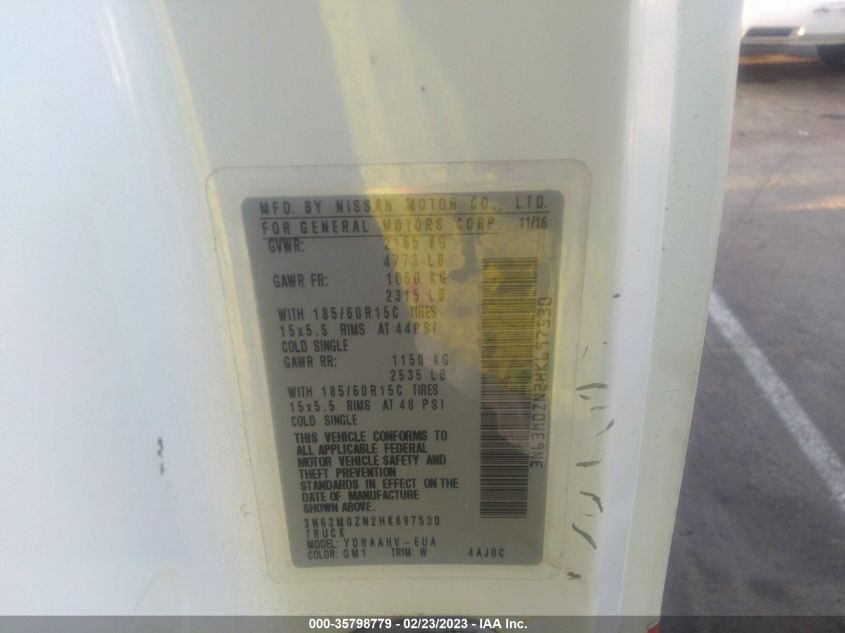 MFD. BY NISSAN MOTOR CO., LTD.
FOR GENERAL MOTORS CORP. 11/16
GVWR: 2165 KG
4773 LB
GAWR FR: 1050 KG
2315 LB
WITH 185/60R15C TIRES
15x5.5 RIMS AT 44PSI
COLD SINGLE
GAWR RR: 1150 KG
2535 LB
WITH 185/60R15C TIRES
15x5.5 RIMS AT 48 PSI
COLD SINGLE
THIS VEHICLE CONFORMS TO
ALL APPLICABLE FEDERAL
MOTOR VEHICLE SAFETY AND
THEFT PREVENTION
STANDARDS IN EFFECT ON THE
DATE OF MANUFACTURE
SHOWN ABOVE.
3N63M0ZN2HK697530
TRUCK
MODEL: YDRAAHV-EUA
COLOR: QM1 TRIM: W 4AJ0C
3N63M0ZN2HK697530
000-35798779 - 02/23/2023 - IAA Inc.